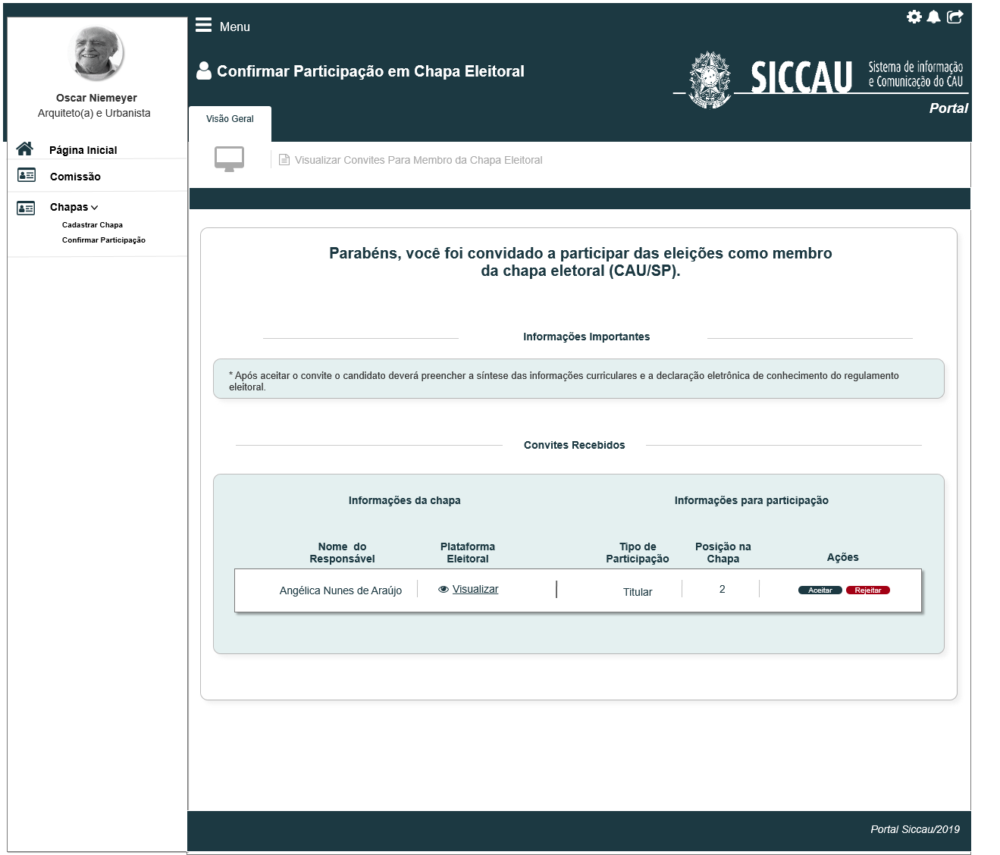 Menu
Confirmar Participação em Chapa Eleitoral
SICCAU
Sistema de informação
e Comunicação do CAU
Portal
Oscar Niemeyer
Arquiteto(a) e Urbanista
Página Inicial
Comissão
Chapas
Cadastrar Chapa
Confirmar Participação
Visão Geral
Visualizar Convites Para Membro da Chapa Eleitoral
Parabéns, você foi convidado a participar das eleições como membro
da chapa eletoral (CAU/SP).
Informações Importantes
* Após aceitar o convite o candidato deverá preencher a síntese das informações curriculares e a declaração eletrônica de conhecimento do regulamento
eleitoral.
Convites Recebidos
Informações da chapa
Informações para participação
Nome do
Responsável
Plataforma
Eleitoral
Tipo de
Participação
Posição na
Chapa
Ações
Angélica Nunes de Araújo
Visualizar
Titular
2
Aceitar
Rejeitar
Portal Siccau/2019